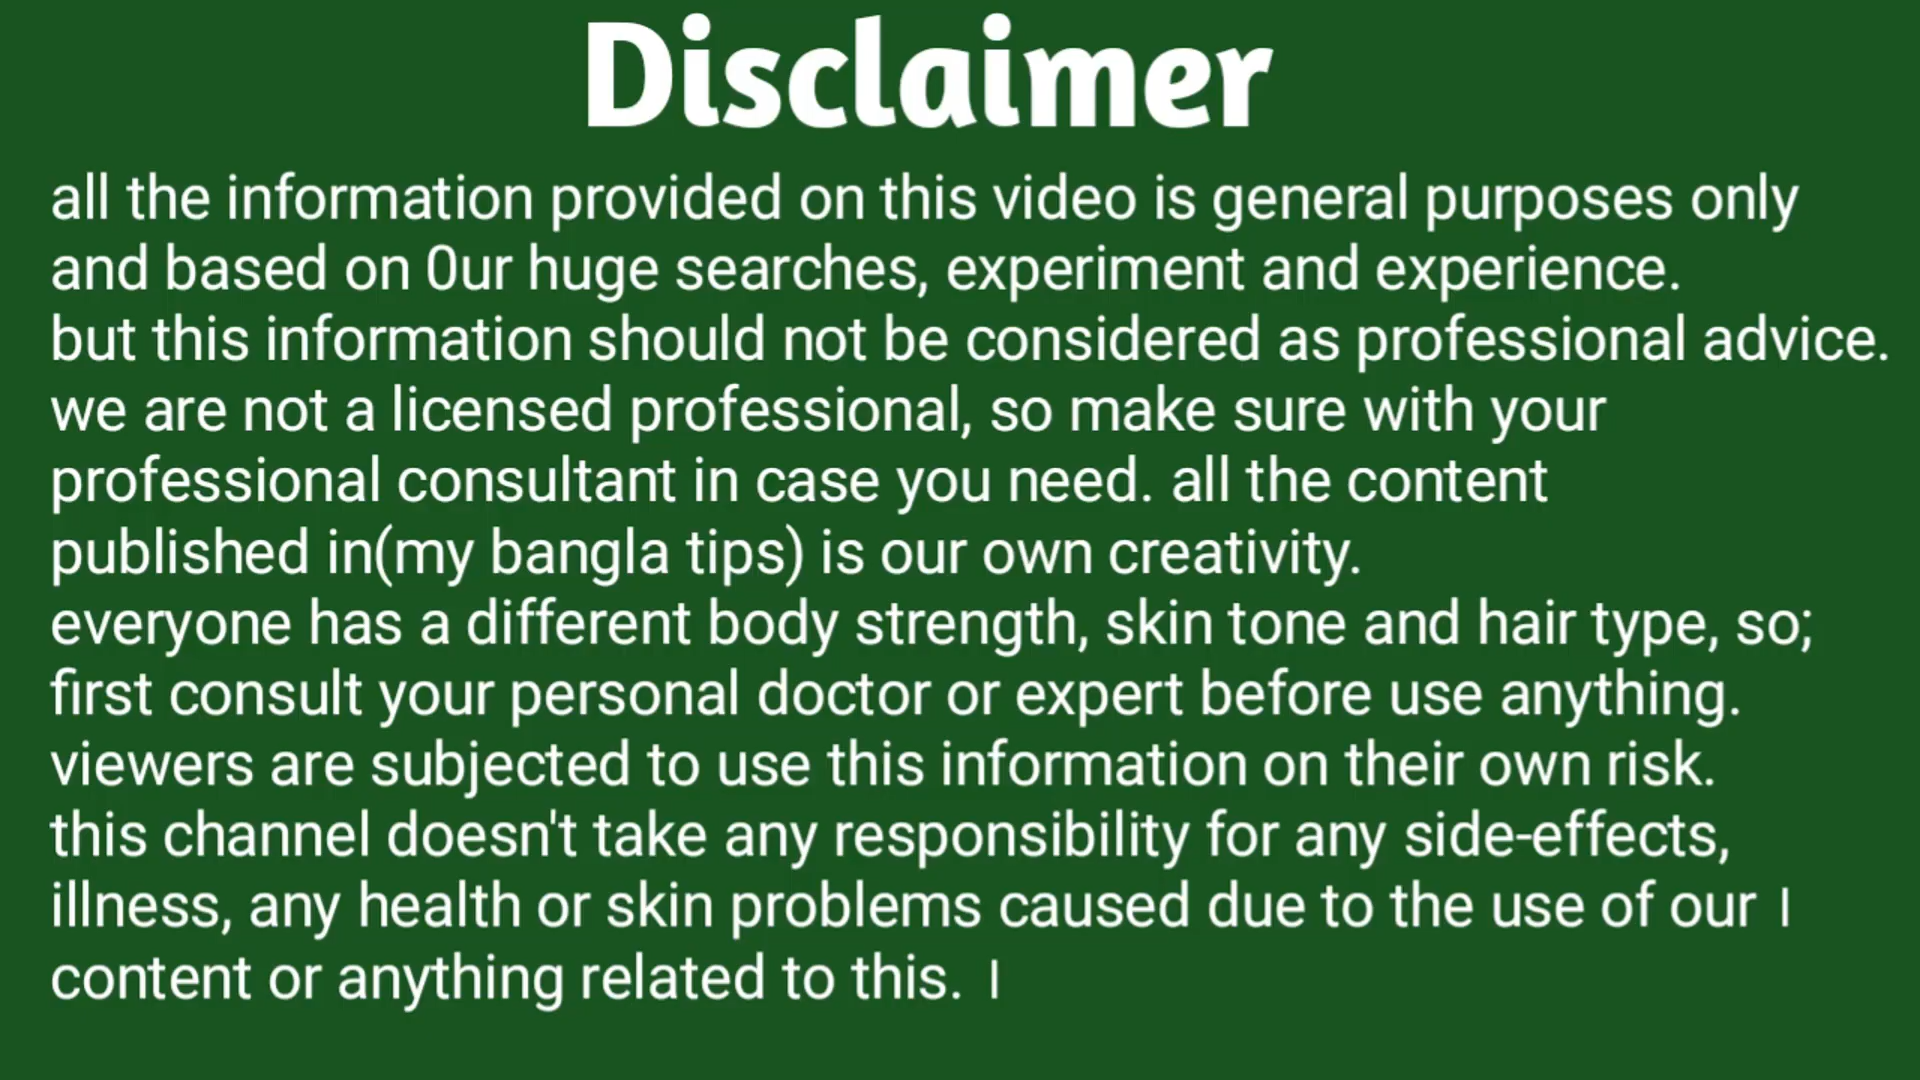 Disclaimer
all the information provided on this video is general purposes only
and based on 0ur huge searches, experiment and experience.
but this information should not be considered as professional advice.
we are not a licensed professional, so make sure with your
professional consultant in case you need. all the content
published in(my bangla tips) is our own creativity.
everyone has a different body strength, skin tone and hair type, so;
first consult your personal doctor or expert before use anything.
viewers are subjected to use this information on their own risk.
this channel doesn't take any responsibility for any side-effects,
illness, any health or skin problems caused due to the use of our ।
content or anything related to this. ।